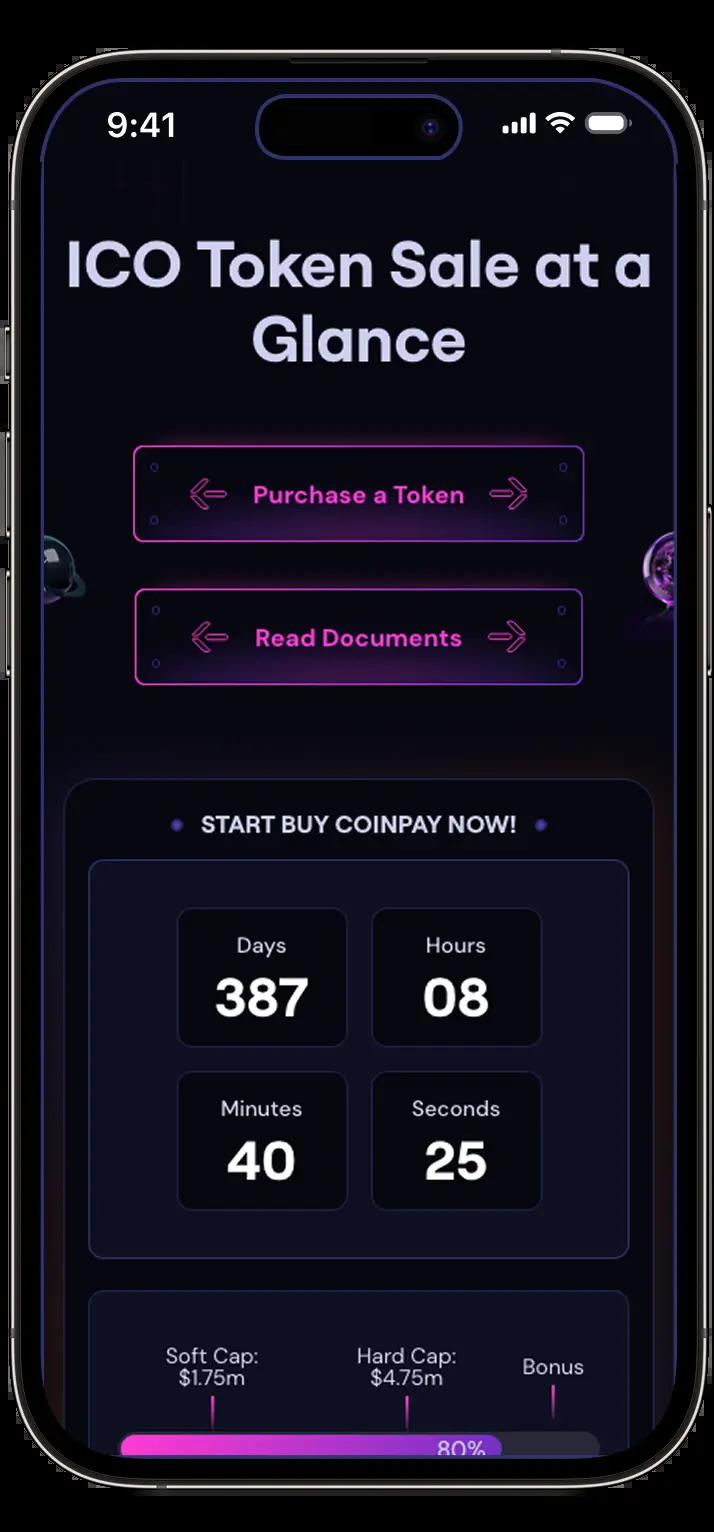 9:41
ICO Token Sale at a
Glance
Purchase a Token
Read Documents
START BUY COINPAY NOW!
Days
Hours
387
08
Minutes
Seconds
40
25
Soft Cap:
$1.75m
Hard Cap:
$4.75m
Bonus
80%